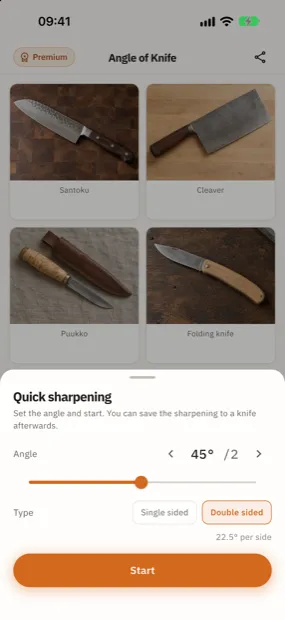 09:41
Premium
Angle of Knife
Santoku
Cleaver
Puukko
Folding knife
Quick sharpening
Set the angle and start. You can save the sharpening to a knife
afterwards.
Angle
45° /2
Type
Single sided
Double sided
22.5° per side
Start